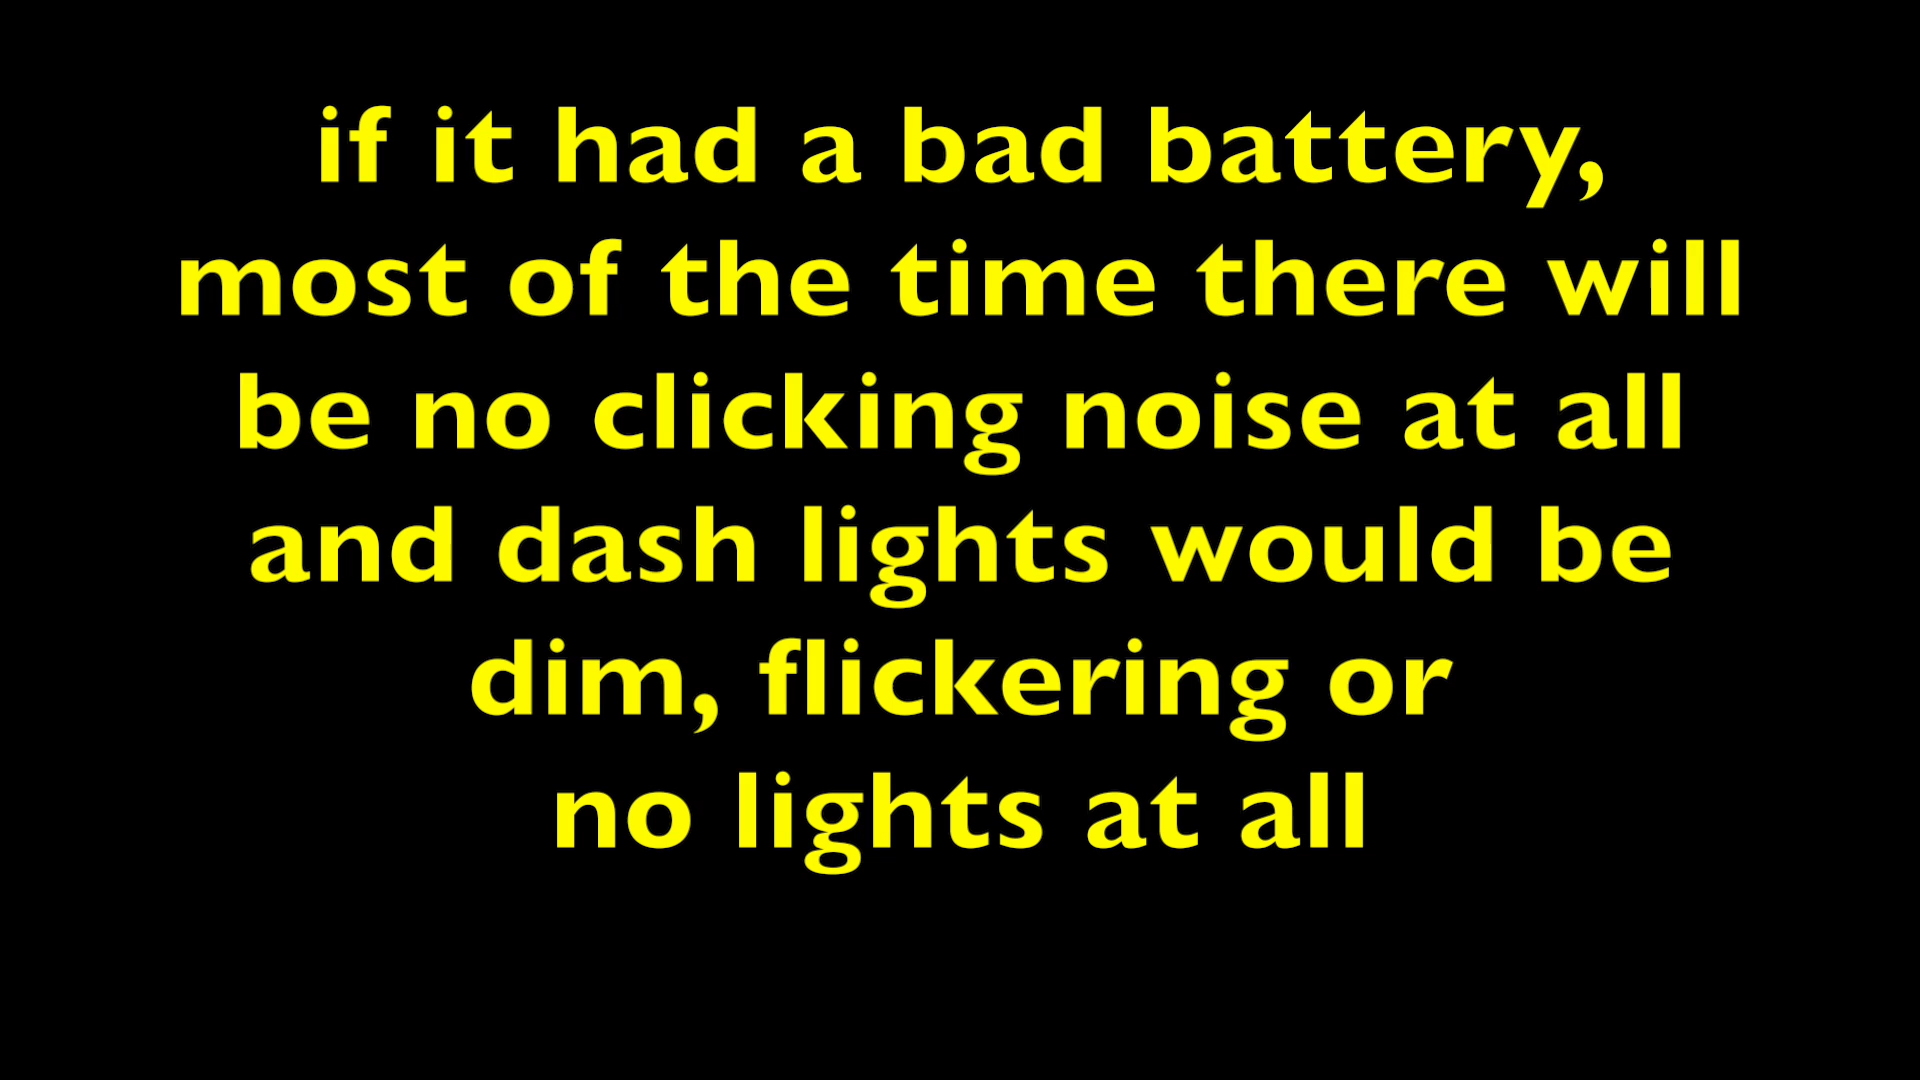 if it had a bad battery,
most of the time there will
be no clicking noise at all
and dash lights would be
dim, flickering or
no lights at all